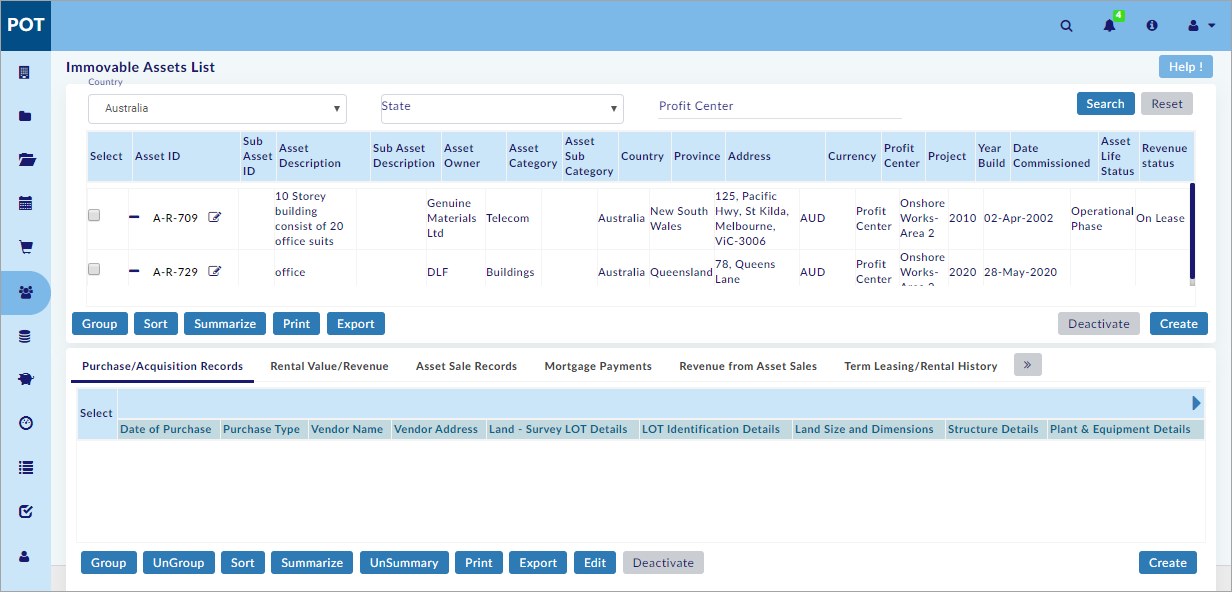 POT
4
Immovable Assets List
Help !
Country
Australia
State
Profit Center
Search
Reset
Select
Asset ID
Sub Asset ID
Asset Description
Sub Asset Description
Asset Owner
Asset Category
Asset Sub Category
Country
Province
Address
Currency
Profit Center
Project
Year Build
Date Commissioned
Asset Life Status
Revenue status
A-R-709
10 Storey building consist of 20 office suits
Genuine Materials Ltd
Telecom
Australia
New South Wales
125, Pacific Hwy, St Kilda, Melbourne, ViC-3006
AUD
Profit Center
Onshore Works- Area 2
2010
02-Apr-2002
Operational Phase
On Lease
A-R-729
office
DLF
Buildings
Australia
Queensland
78, Queens Lane
AUD
Profit Center
Onshore Works- Area 2
2020
28-May-2020
Group
Sort
Summarize
Print
Export
Deactivate
Create
Purchase/Acquisition Records
Rental Value/Revenue
Asset Sale Records
Mortgage Payments
Revenue from Asset Sales
Term Leasing/Rental History
»
Select
Date of Purchase
Purchase Type
Vendor Name
Vendor Address
Land - Survey LOT Details
LOT Identification Details
Land Size and Dimensions
Structure Details
Plant & Equipment Details
Group
UnGroup
Sort
Summarize
UnSummary
Print
Export
Edit
Deactivate
Create